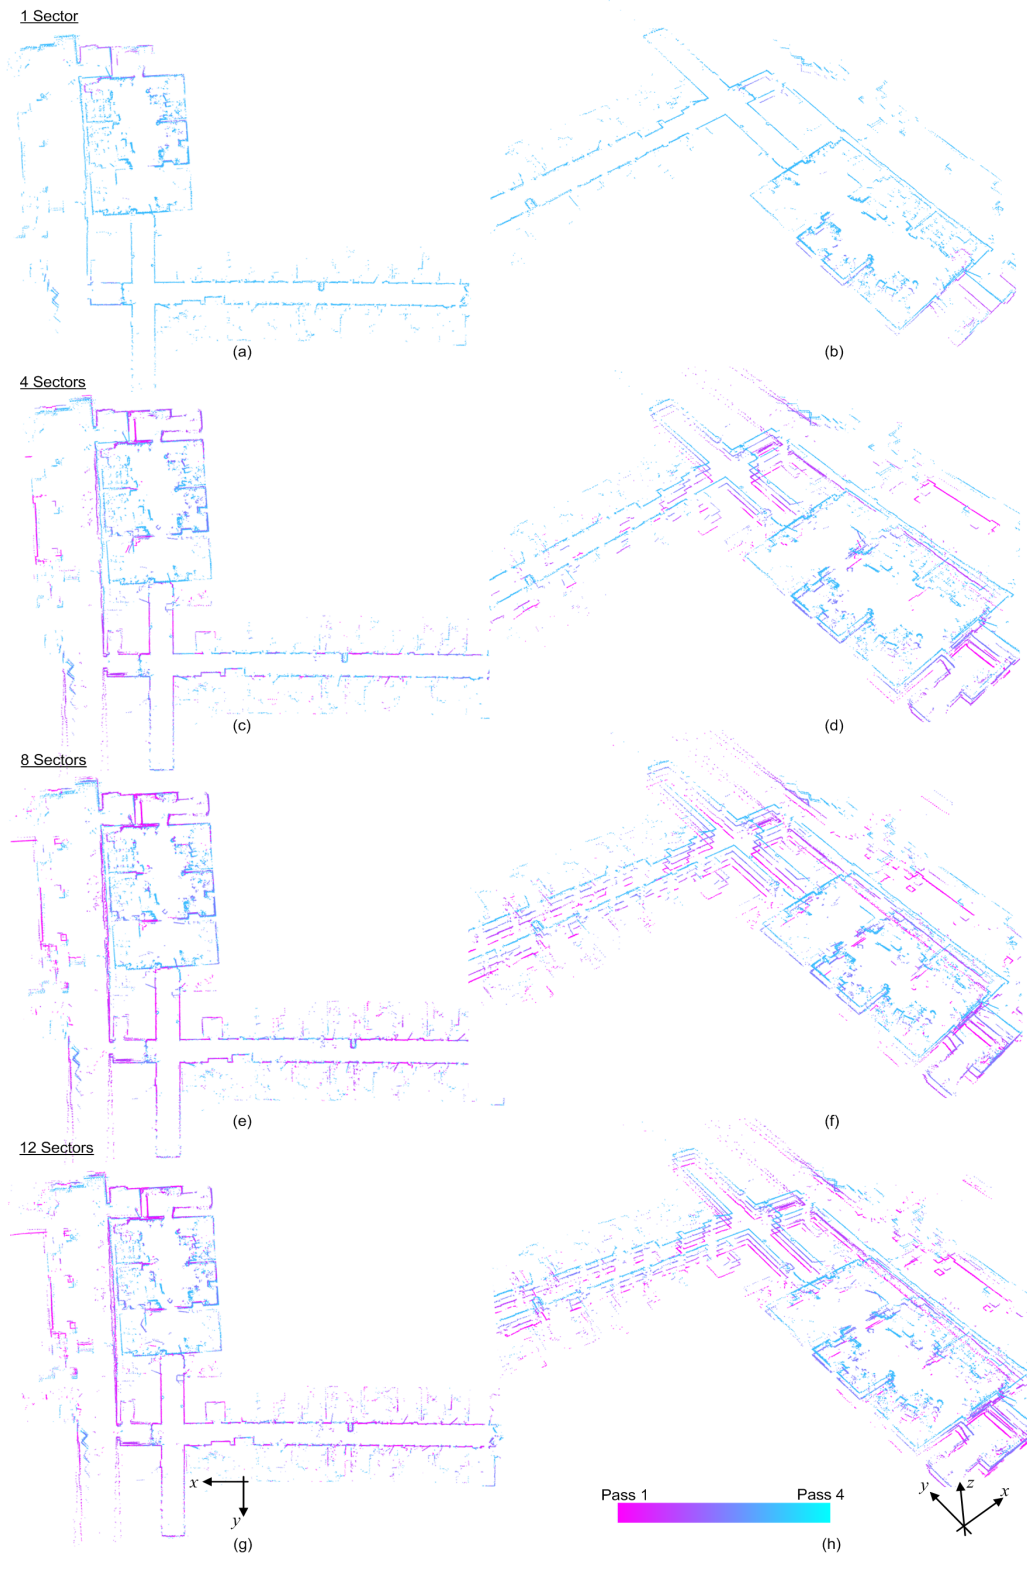 1 Sector
(a)
(b)
4 Sectors
(c)
(d)
8 Sectors
(e)
(f)
12 Sectors
x
y
(g)
Pass 1
Pass 4
y
z
x
(h)